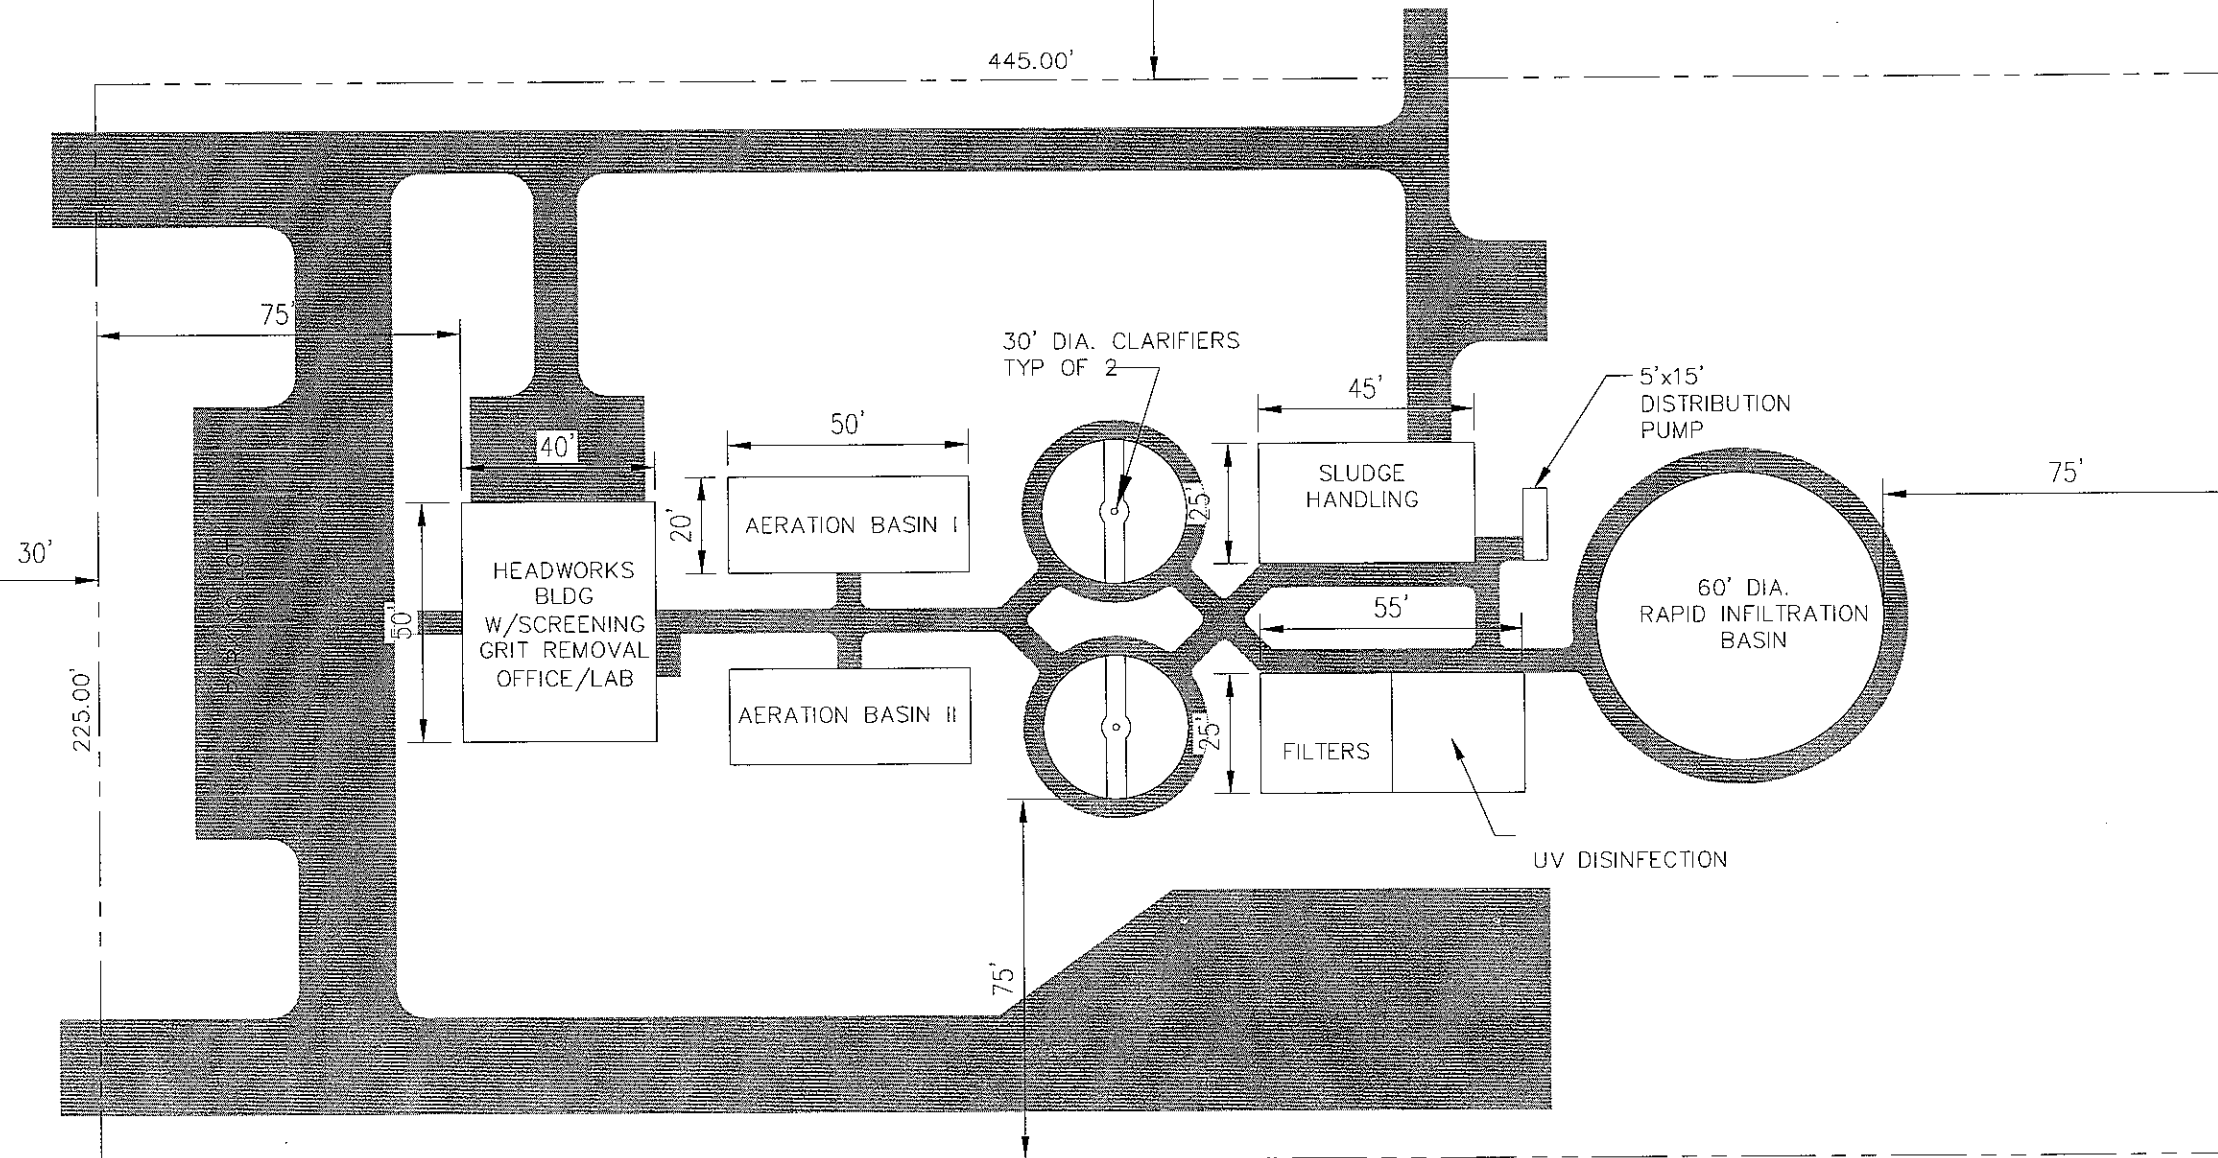 445.00'
75'
30' DIA. CLARIFIERS
TYP OF 2
45'
5'x15'
DISTRIBUTION
PUMP
50'
40'
75'
SLUDGE
HANDLING
25'
20'
AERATION BASIN I
30'
HEADWORKS
BLDG
W/SCREENING
GRIT REMOVAL
OFFICE/LAB
50'
PARKING LOT
55'
60' DIA.
RAPID INFILTRATION
BASIN
225.00'
AERATION BASIN II
25'
FILTERS
UV DISINFECTION
75'